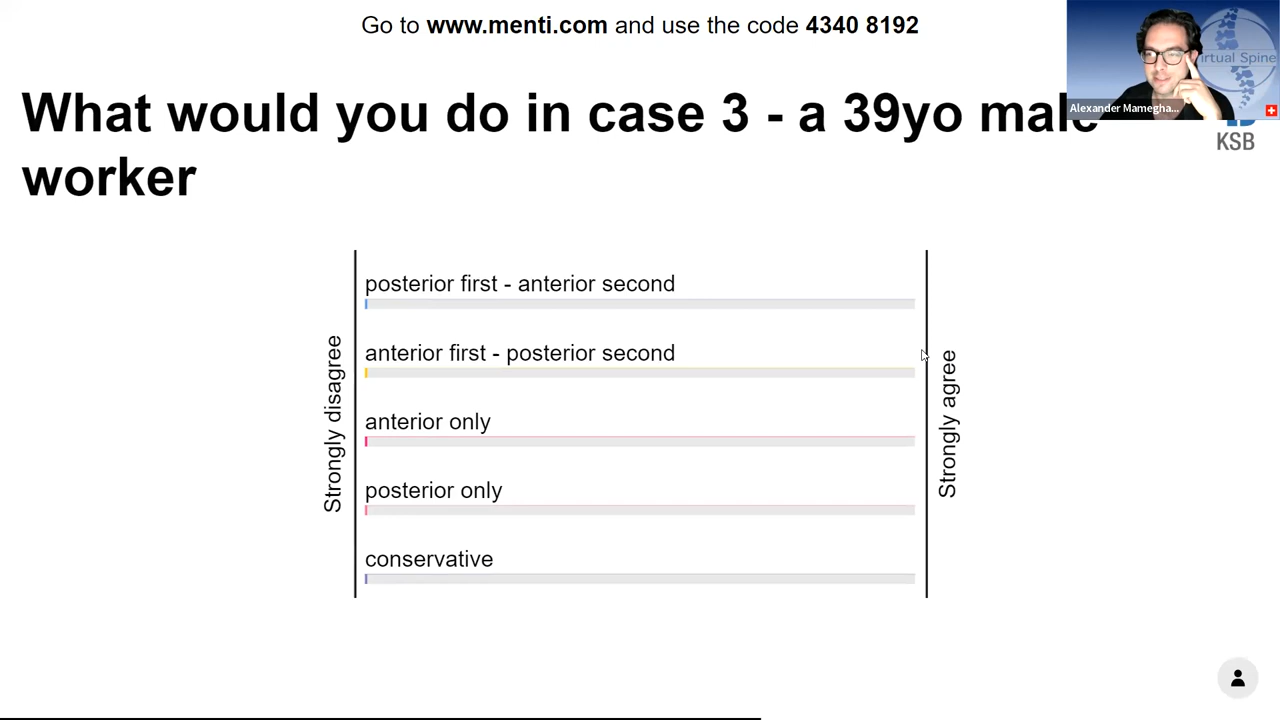 Go to www.menti.com and use the code 4340 8192
Virtual Spine
Alexander Mamegha...
What would you do in case 3 - a 39yo male
worker
KSB
posterior first - anterior second
anterior first - posterior second
anterior only
posterior only
conservative
Strongly disagree
Strongly agree